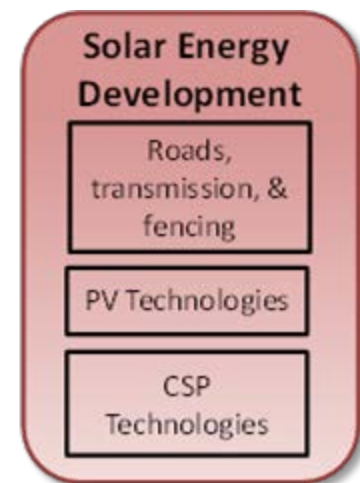 Solar Energy
Development
Roads,
transmission, &
fencing
PV Technologies
CSP
Technologies